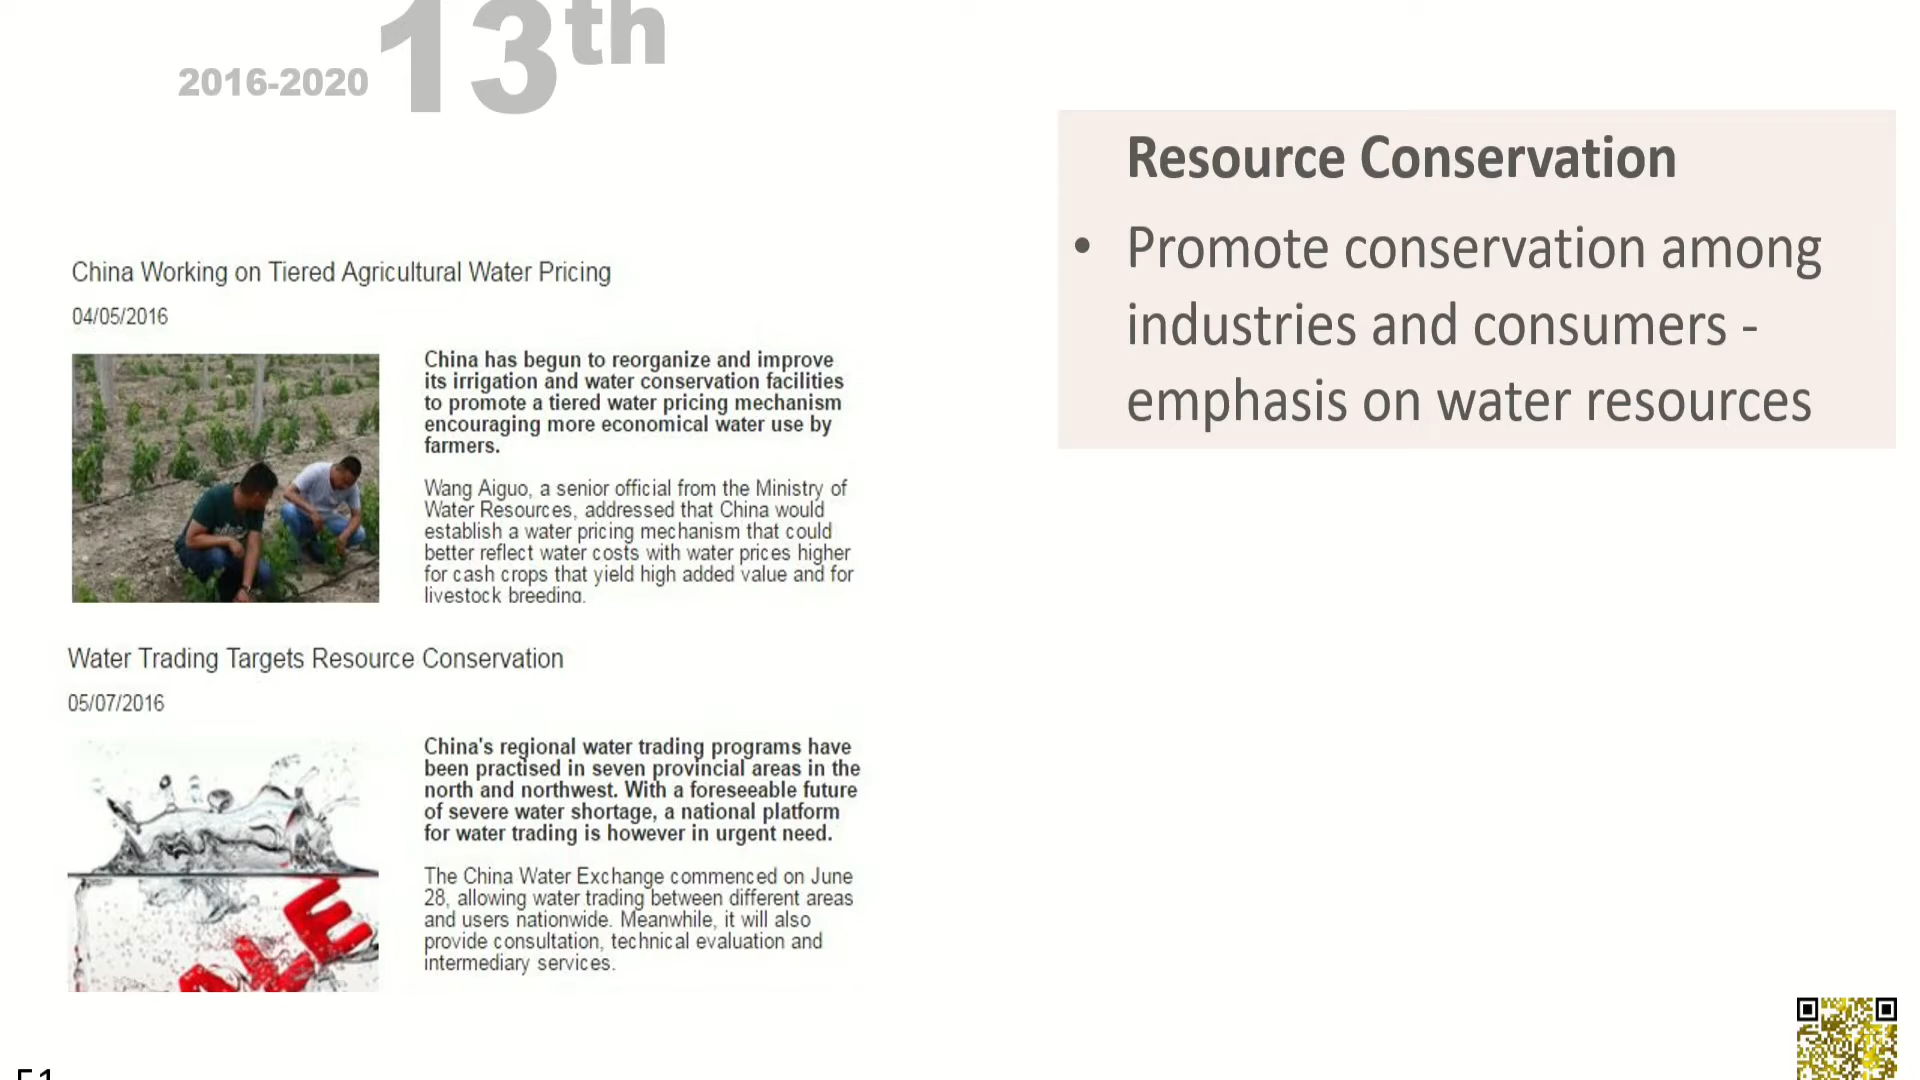 2016-2020 13th
Resource Conservation
• Promote conservation among
industries and consumers -
emphasis on water resources
China Working on Tiered Agricultural Water Pricing
04/05/2016
China has begun to reorganize and improve
its irrigation and water conservation facilities
to promote a tiered water pricing mechanism
encouraging more economical water use by
farmers.
Wang Aiguo, a senior official from the Ministry of
Water Resources, addressed that China would
establish a water pricing mechanism that could
better reflect water costs with water prices higher
for cash crops that yield high added value and for
livestock breeding.
Water Trading Targets Resource Conservation
05/07/2016
China's regional water trading programs have
been practised in seven provincial areas in the
north and northwest. With a foreseeable future
of severe water shortage, a national platform
for water trading is however in urgent need.
The China Water Exchange commenced on June
28, allowing water trading between different areas
and users nationwide. Meanwhile, it will also
provide consultation, technical evaluation and
intermediary services.
ALE
51